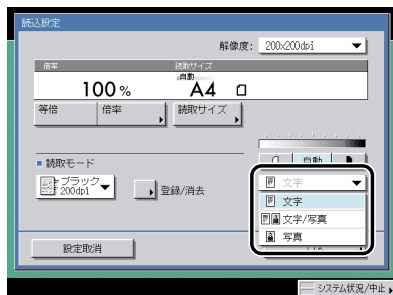 読込設定
解像度: 200x200dpi
倍率 読取サイズ
自動
100% A4
等倍 倍率 読取サイズ
自動
読取モード
ブラック
200dpi
登録/消去
文字
文字
文字/写真
写真
設定取消
システム状況/中止